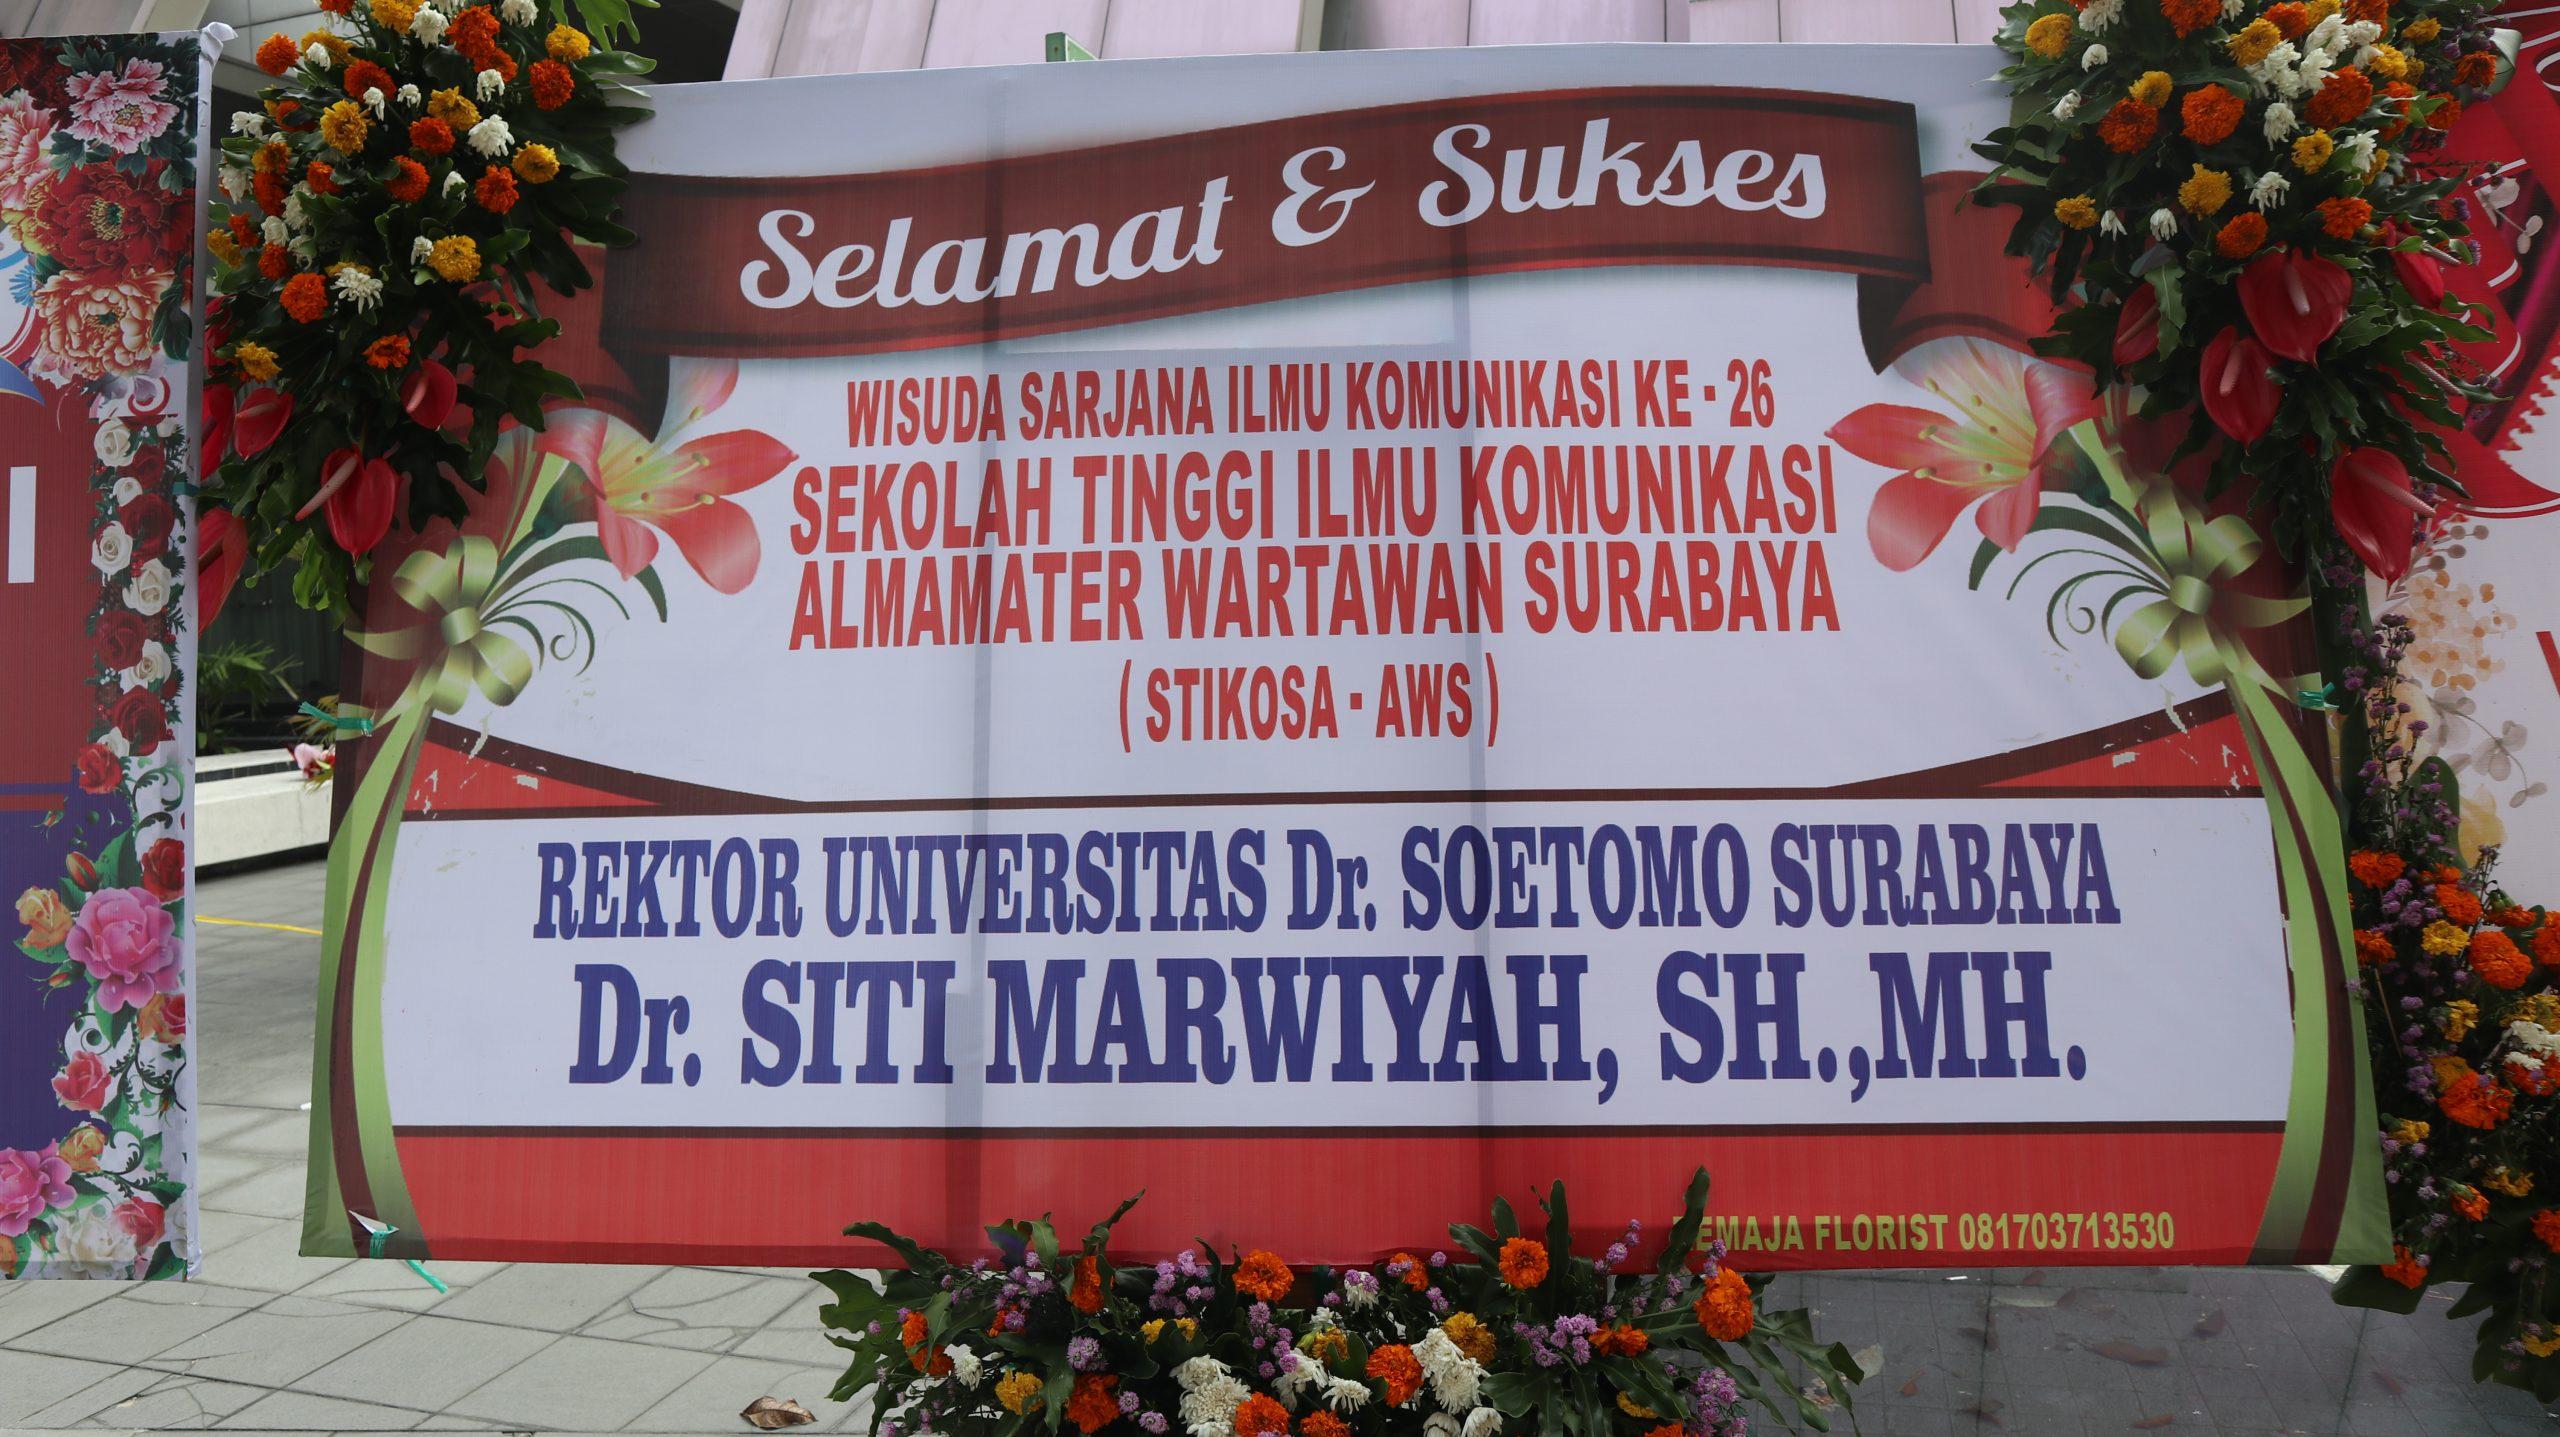 Selamat & Sukses
WISUDA SARJANA ILMU KOMUNIKASI KE - 26
SEKOLAH TINGGI ILMU KOMUNIKASI
ALMAMATER WARTAWAN SURABAYA
( STIKOSA - AWS )
REKTOR UNIVERSITAS Dr. SOETOMO SURABAYA
Dr. SITI MARWIYAH, SH.,MH.
FLORIST 081703713530